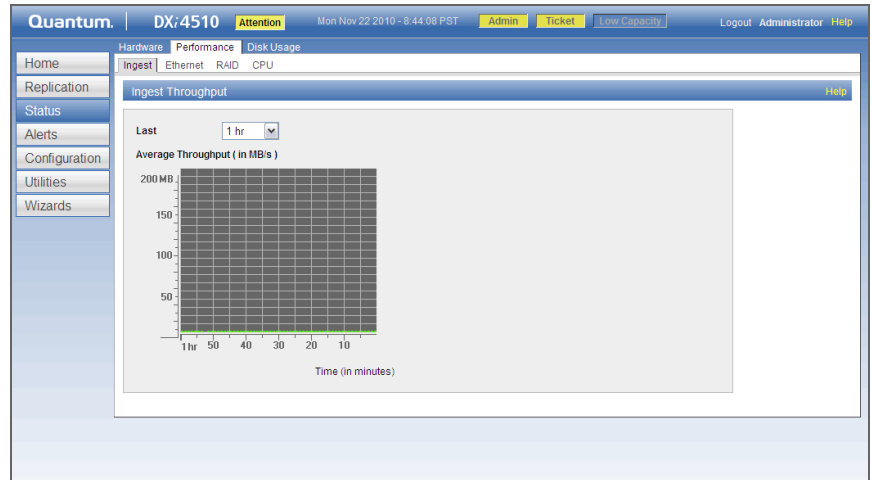 Quantum. DXi4510 Attention Mon Nov 22 2010 - 8:44:08 PST Admin Ticket Low Capacity Logout Administrator Help
Hardware Performance Disk Usage
Ingest Ethernet RAID CPU
Home
Replication
Status
Alerts
Configuration
Utilities
Wizards
Ingest Throughput Help
Last 1 hr
Average Throughput ( in MB/s )
200 MB
150
100
50
1 hr 50 40 30 20 10
Time (in minutes)